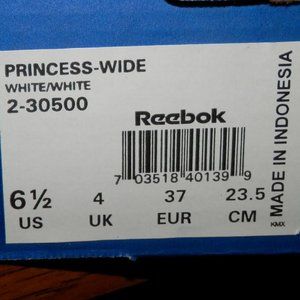 PRINCESS-WIDE
WHITE/WHITE
2-30500
Reebok
7 03518 40139 9
6½ 4 37 23.5
US UK EUR CM
MADE IN INDONESIA
KMX